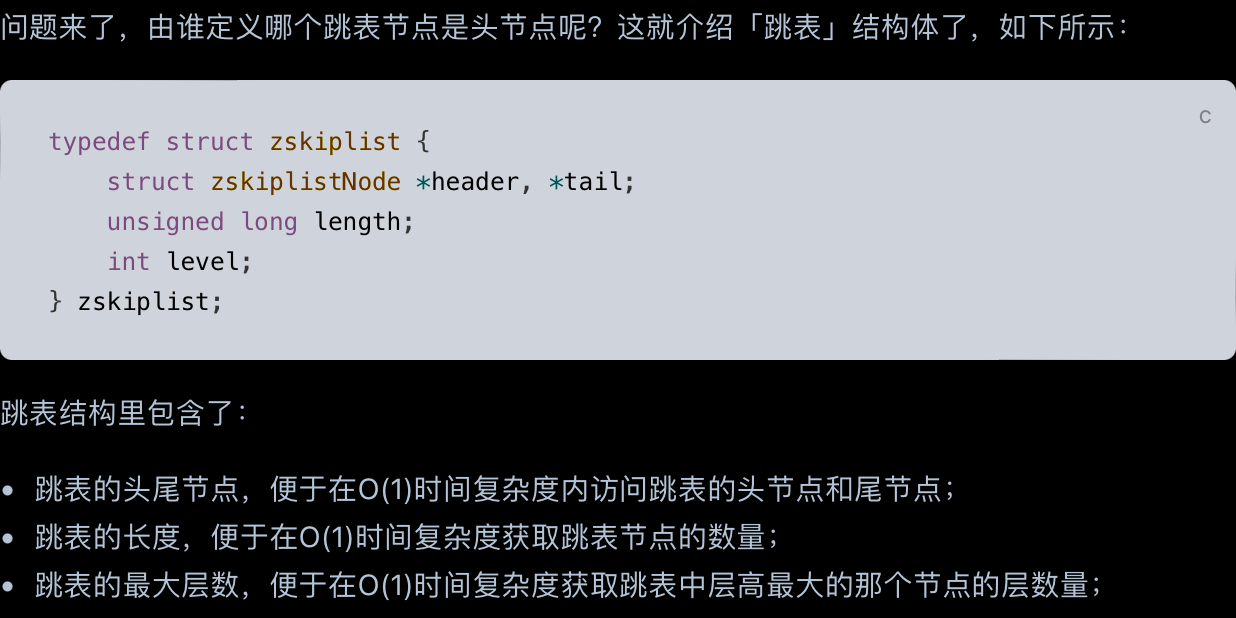 问题来了，由谁定义哪个跳表节点是头节点呢？这就介绍「跳表」结构体了，如下所示：
c
typedef struct zskiplist {
    struct zskiplistNode *header, *tail;
    unsigned long length;
    int level;
} zskiplist;
跳表结构里包含了：
• 跳表的头尾节点，便于在O(1)时间复杂度内访问跳表的头节点和尾节点；
• 跳表的长度，便于在O(1)时间复杂度获取跳表节点的数量；
• 跳表的最大层数，便于在O(1)时间复杂度获取跳表中层高最大的那个节点的层数量；